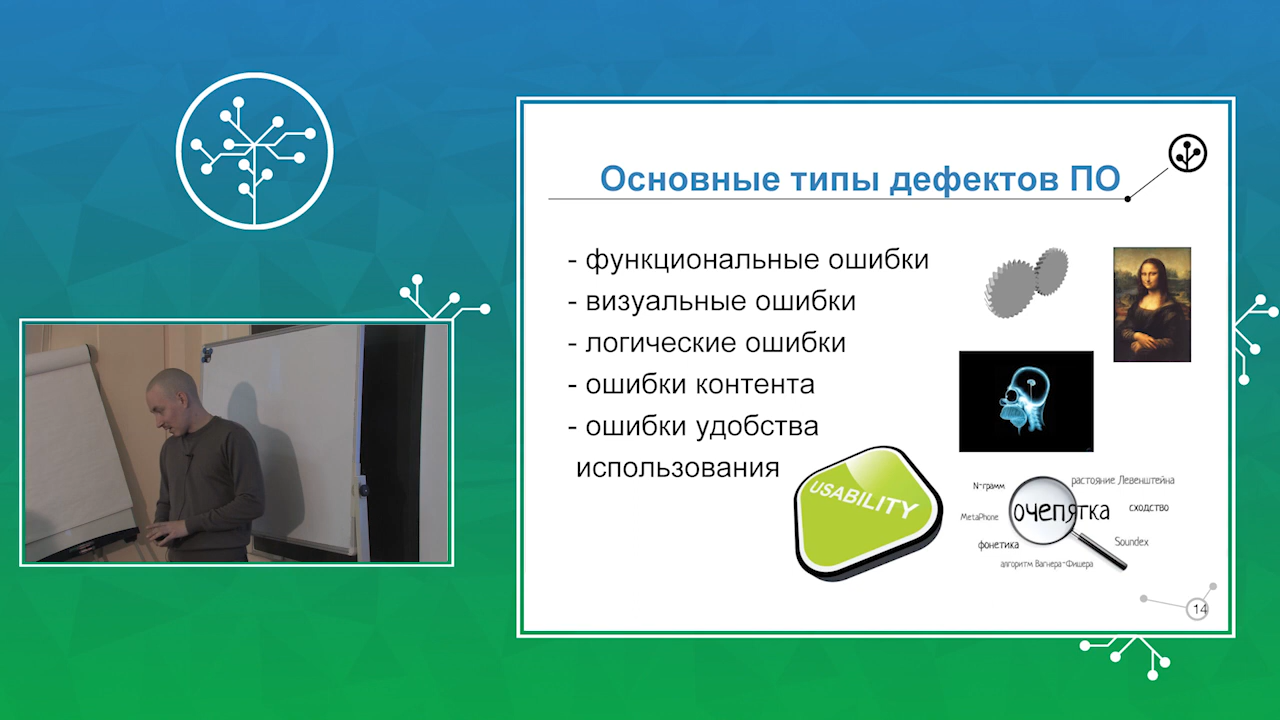 Основные типы дефектов ПО
- функциональные ошибки
- визуальные ошибки
- логические ошибки
- ошибки контента
- ошибки удобства
использования
USABILITY
N-грамм
растояние Левенштейна
MetaPhone
очепятка
сходство
фонетика
Soundex
алгоритм Вагнера-Фишера
14